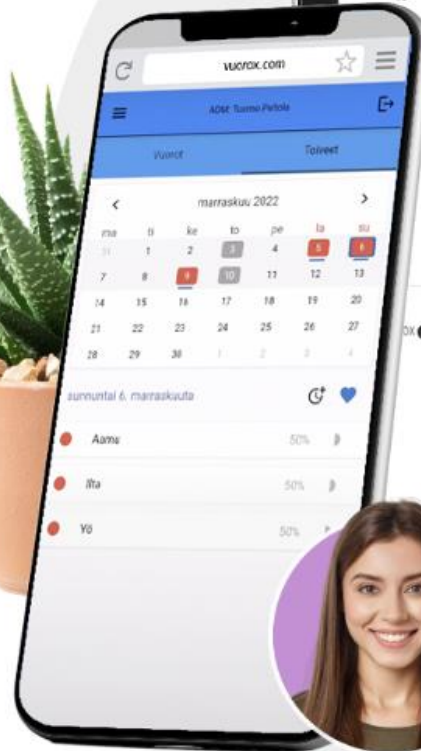 vuorox.com
ADM: Tuomo Peltola
Vuorot Toiveet
marraskuu 2022
ma ti ke to pe la su
31 1 2 3 4 5 6
7 8 9 10 11 12 13
14 15 16 17 18 19 20
21 22 23 24 25 26 27
28 29 30 1 2 3 4
sunnuntai 6. marraskuuta
Aamu 50%
Ilta 50%
Yö 50%